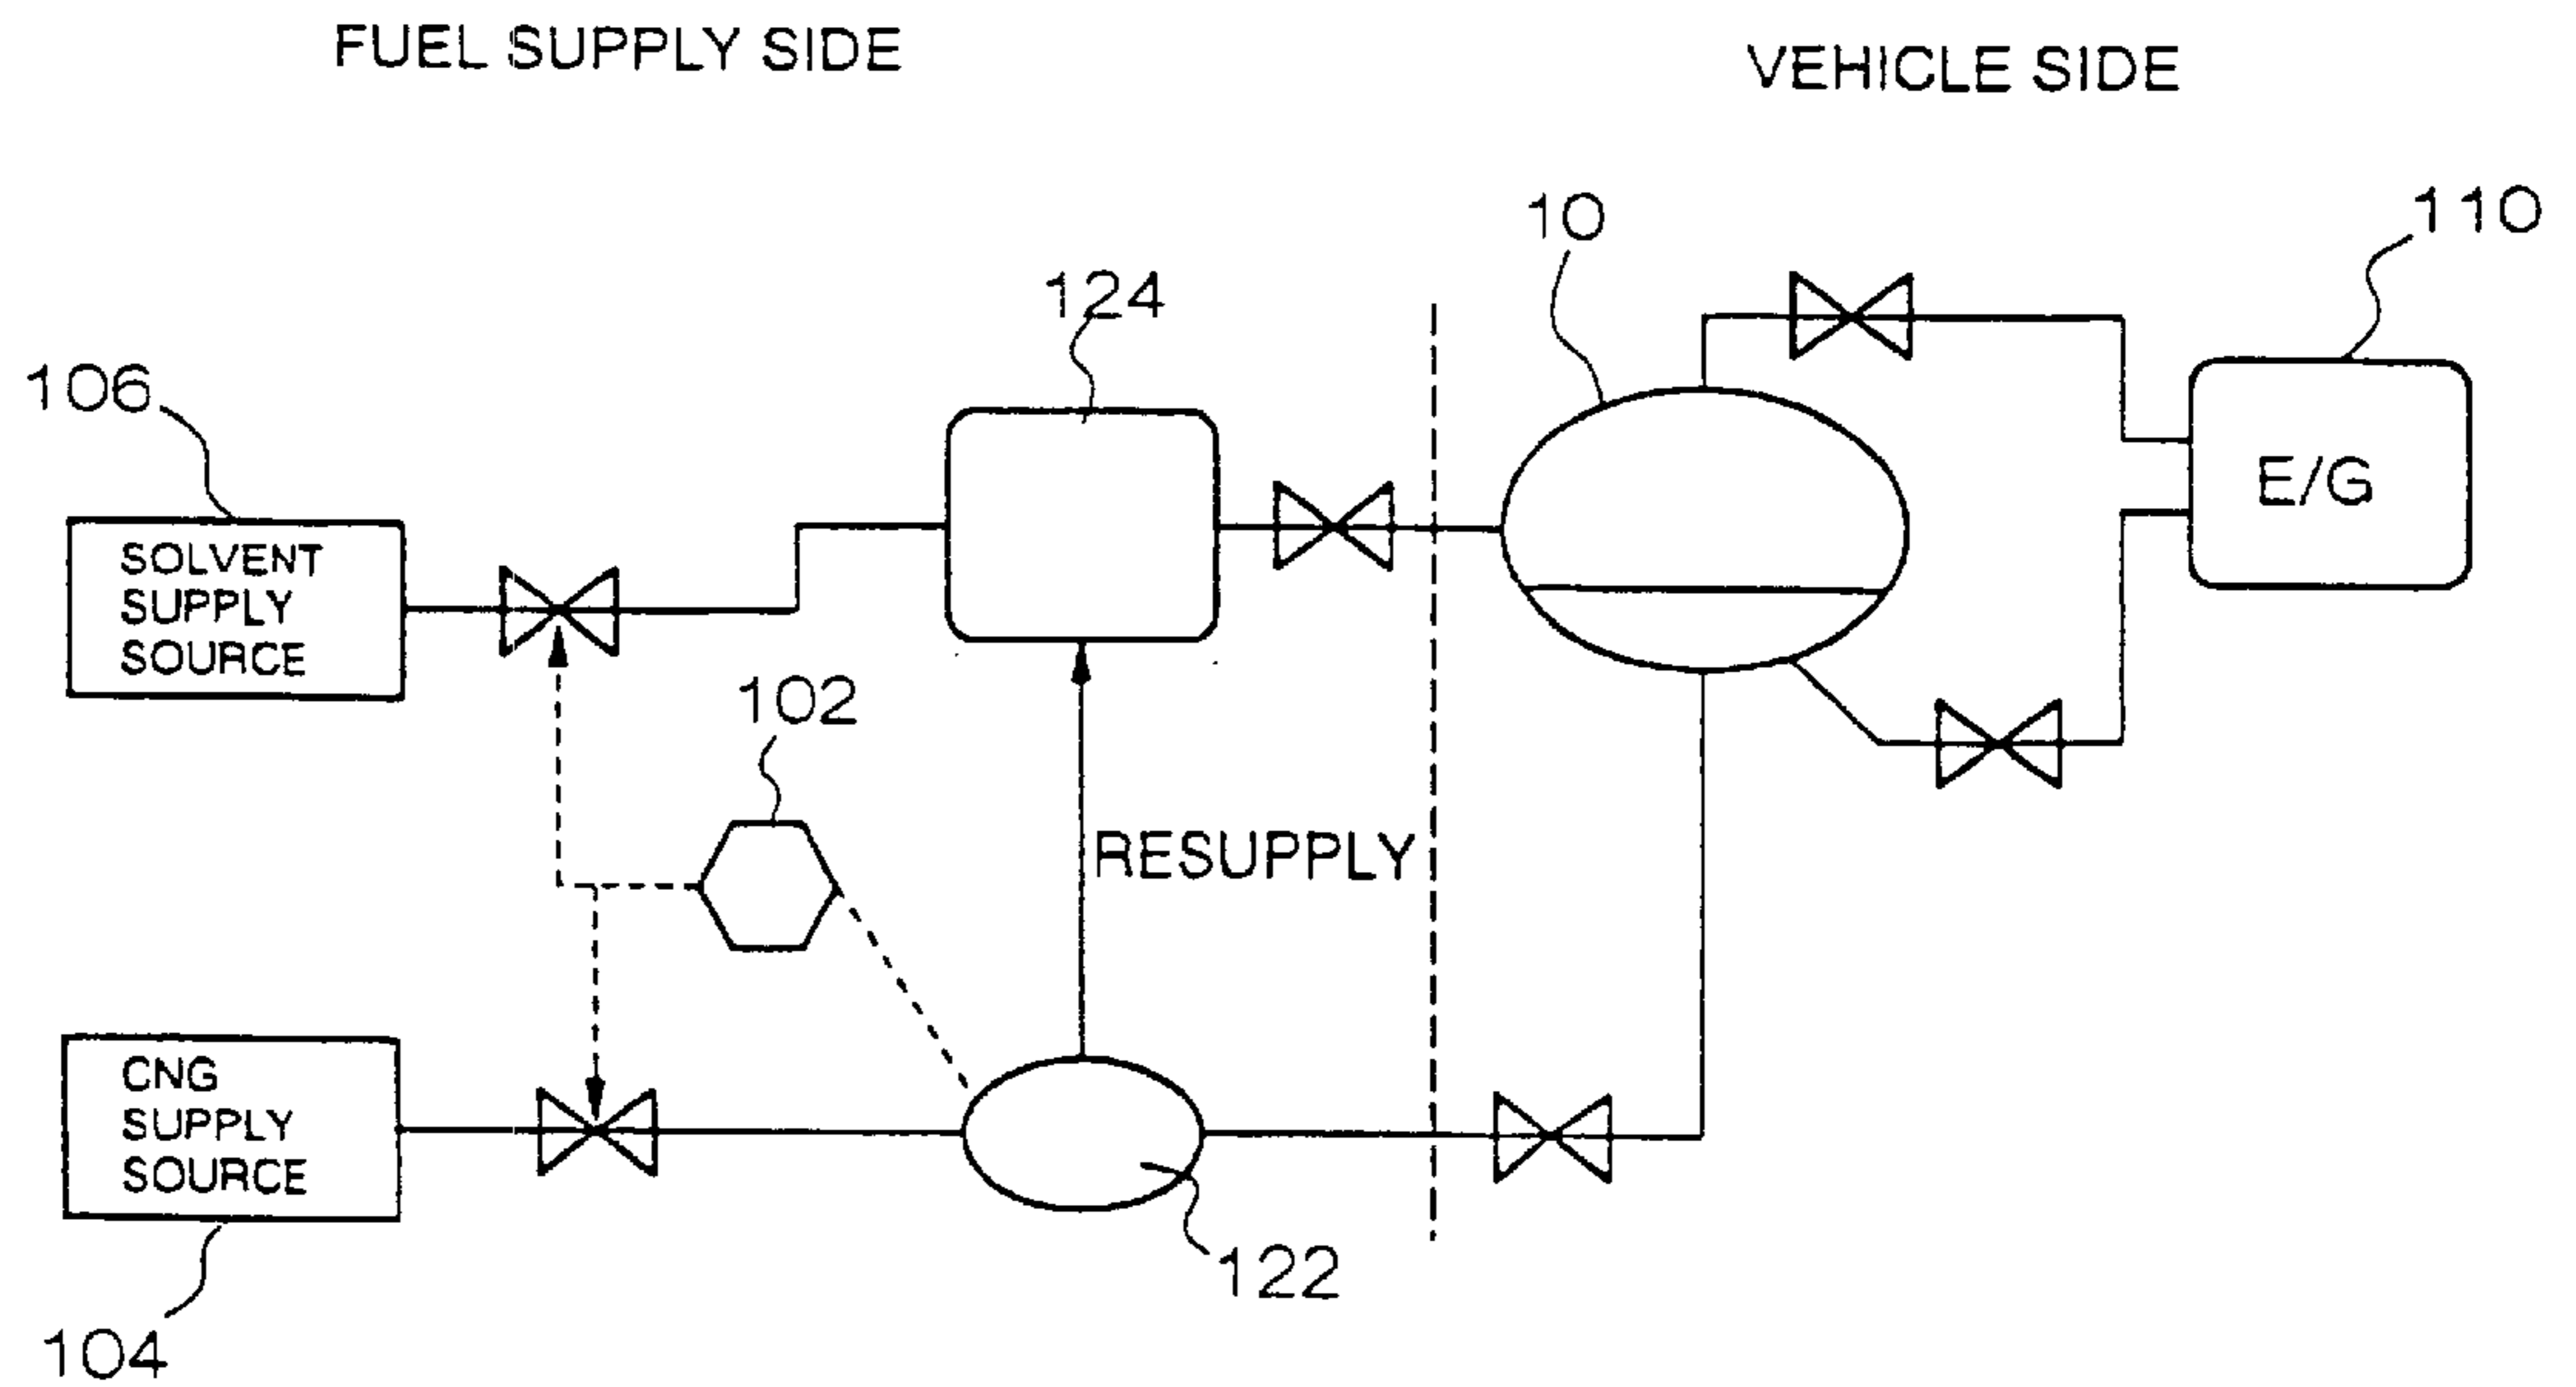 FUEL SUPPLY SIDE
VEHICLE SIDE
10
110
124
106
E/G
SOLVENT
SUPPLY
SOURCE
102
RESUPPLY
CNG
SUPPLY
SOURCE
122
104